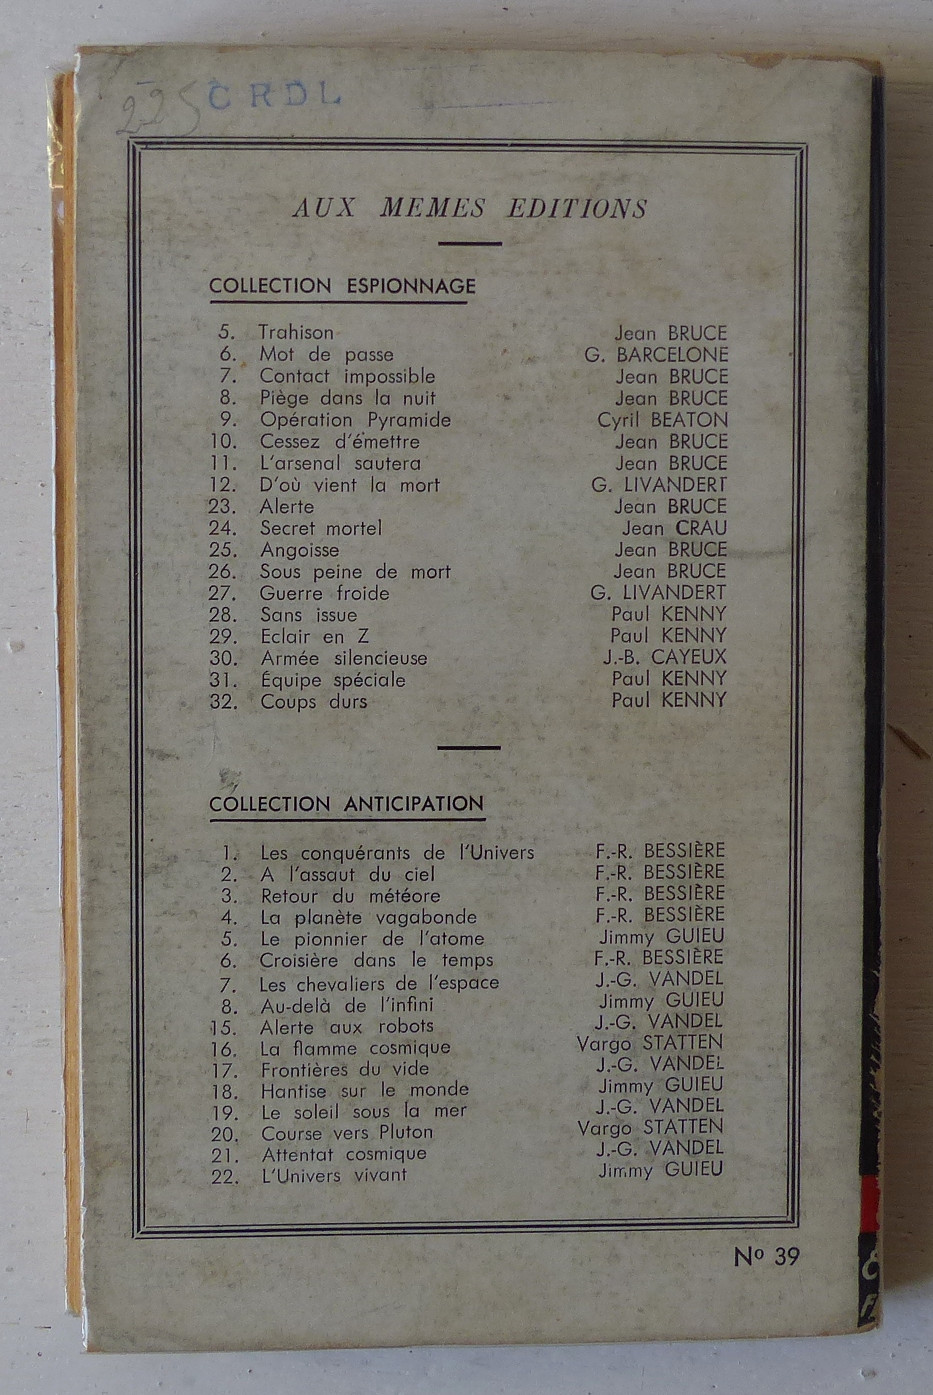 225 C R D L
AUX MEMES EDITIONS
COLLECTION ESPIONNAGE
5. Trahison Jean BRUCE
6. Mot de passe G. BARCELONE
7. Contact impossible Jean BRUCE
8. Piège dans la nuit Jean BRUCE
9. Opération Pyramide Cyril BEATON
10. Cessez d'émettre Jean BRUCE
11. L'arsenal sautera Jean BRUCE
12. D'où vient la mort G. LIVANDERT
23. Alerte Jean BRUCE
24. Secret mortel Jean CRAU
25. Angoisse Jean BRUCE
26. Sous peine de mort Jean BRUCE
27. Guerre froide G. LIVANDERT
28. Sans issue Paul KENNY
29. Eclair en Z Paul KENNY
30. Armée silencieuse J.-B. CAYEUX
31. Équipe spéciale Paul KENNY
32. Coups durs Paul KENNY
COLLECTION ANTICIPATION
1. Les conquérants de l'Univers F.-R. BESSIÈRE
2. A l'assaut du ciel F.-R. BESSIÈRE
3. Retour du météore F.-R. BESSIÈRE
4. La planète vagabonde F.-R. BESSIÈRE
5. Le pionnier de l'atome Jimmy GUIEU
6. Croisière dans le temps F.-R. BESSIÈRE
7. Les chevaliers de l'espace J.-G. VANDEL
8. Au-delà de l'infini Jimmy GUIEU
15. Alerte aux robots J.-G. VANDEL
16. La flamme cosmique Vargo STATTEN
17. Frontières du vide J.-G. VANDEL
18. Hantise sur le monde Jimmy GUIEU
19. Le soleil sous la mer J.-G. VANDEL
20. Course vers Pluton Vargo STATTEN
21. Attentat cosmique J.-G. VANDEL
22. L'Univers vivant Jimmy GUIEU
Nº 39